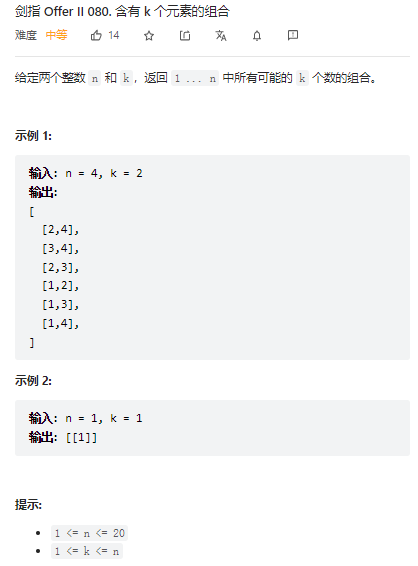 剑指 Offer II 080. 含有 k 个元素的组合
难度 中等 14
给定两个整数 n 和 k，返回 1 ... n 中所有可能的 k 个数的组合。
示例 1:
输入: n = 4, k = 2
输出:
[
[2,4],
[3,4],
[2,3],
[1,2],
[1,3],
[1,4],
]
示例 2:
输入: n = 1, k = 1
输出: [[1]]
提示:
1 <= n <= 20
1 <= k <= n